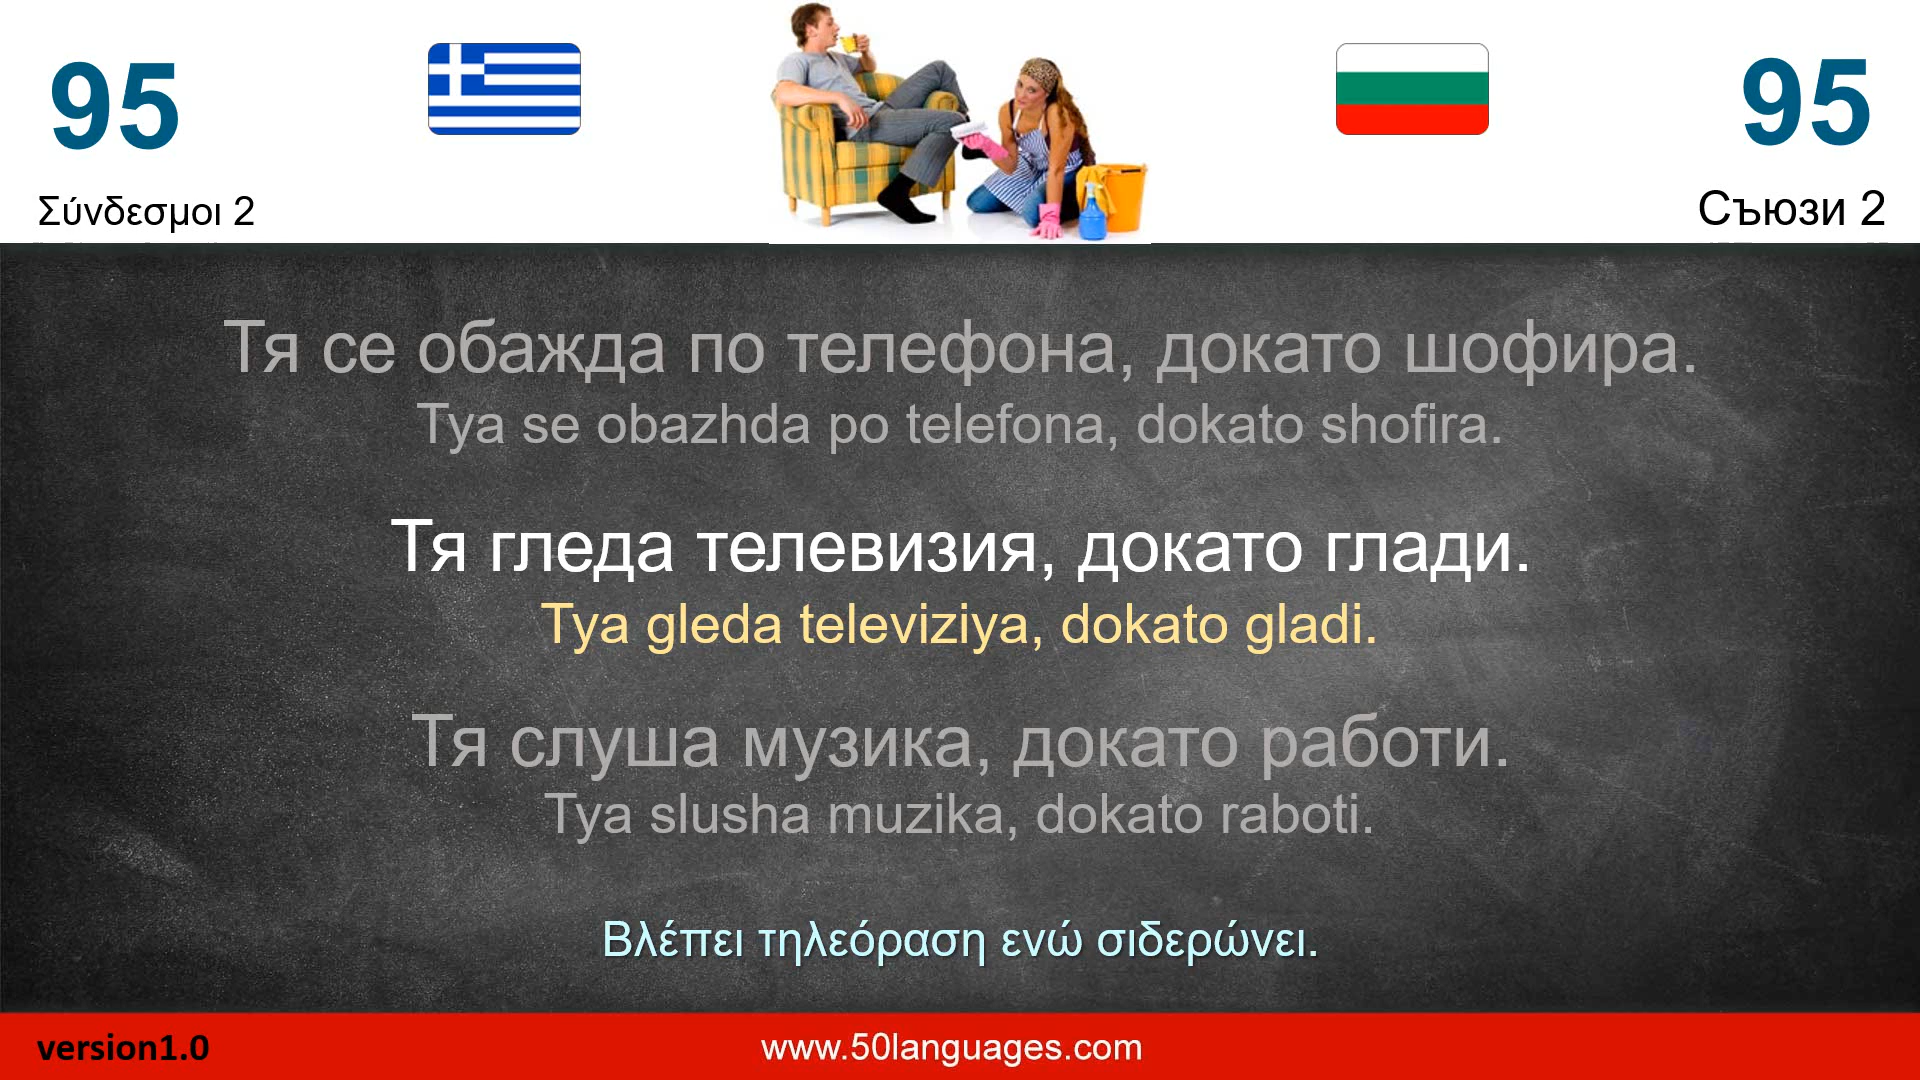 95
95
Σύνδεσμοι 2
Съюзи 2
Тя се обажда по телефона, докато шофира.
Tya se obazhda po telefona, dokato shofira.
Тя гледа телевизия, докато глади.
Tya gleda televiziya, dokato gladi.
Тя слуша музика, докато работи.
Tya slusha muzika, dokato raboti.
Βλέπει τηλεόραση ενώ σιδερώνει.
version1.0
www.50languages.com